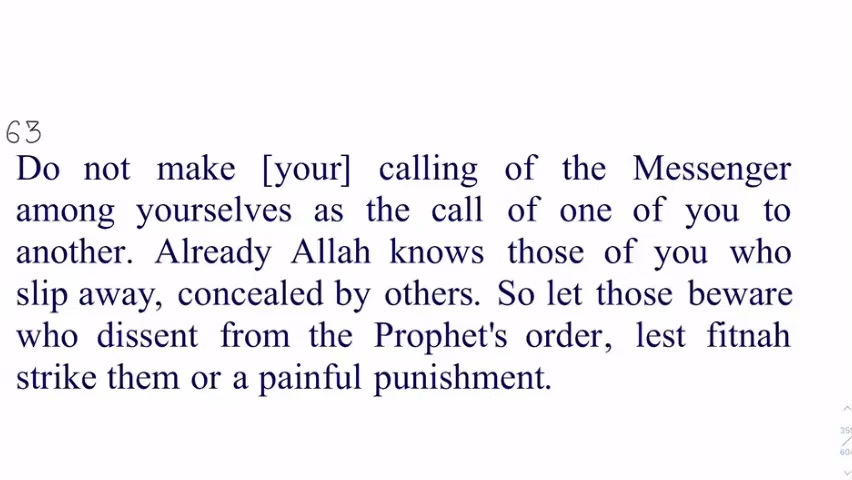 63
Do not make [your] calling of the Messenger
among yourselves as the call of one of you to
another. Already Allah knows those of you who
slip away, concealed by others. So let those beware
who dissent from the Prophet's order, lest fitnah
strike them or a painful punishment.